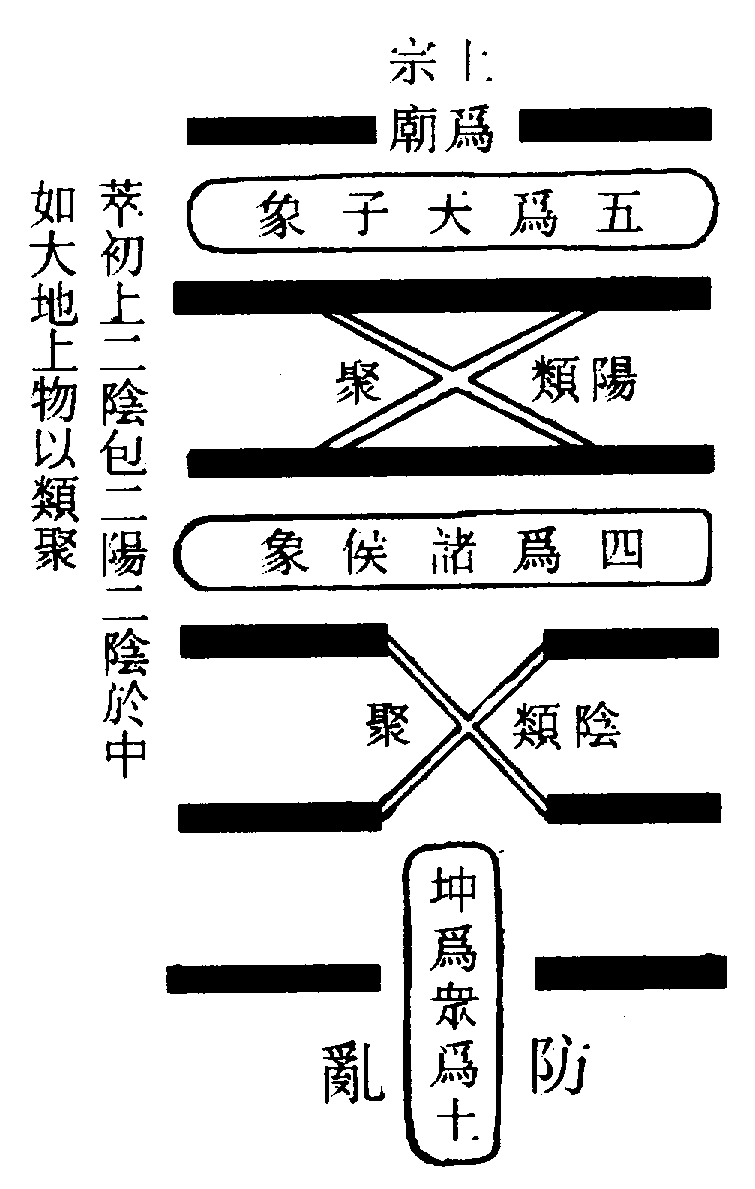 上爲
宗廟
五爲天子象
陽類聚
四爲諸侯象
陰類聚
坤爲衆爲土
防亂
萃初上二陰包二陽二陰於中
如大地上物以類聚